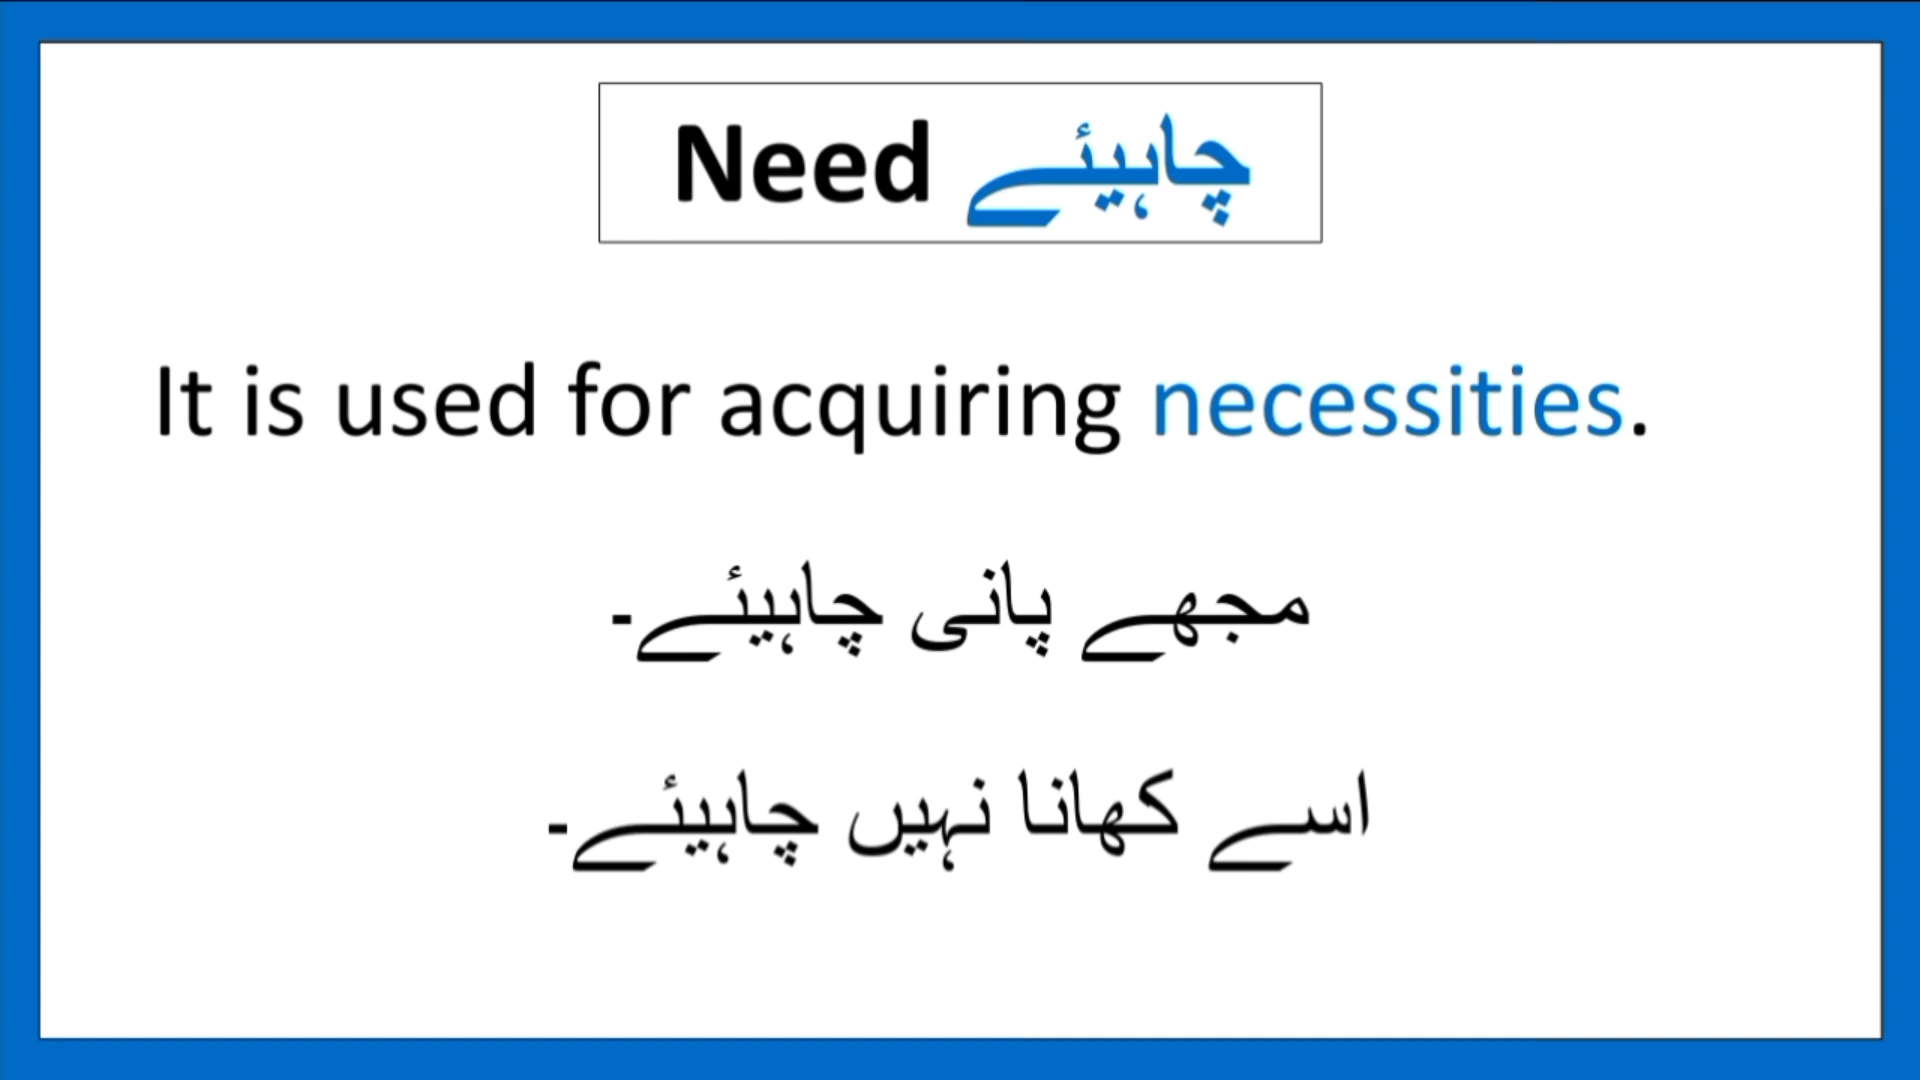 Need چاہیئے
It is used for acquiring necessities.
مجھے پانی چاہیئے۔
اسے کھانا نہیں چاہیئے۔